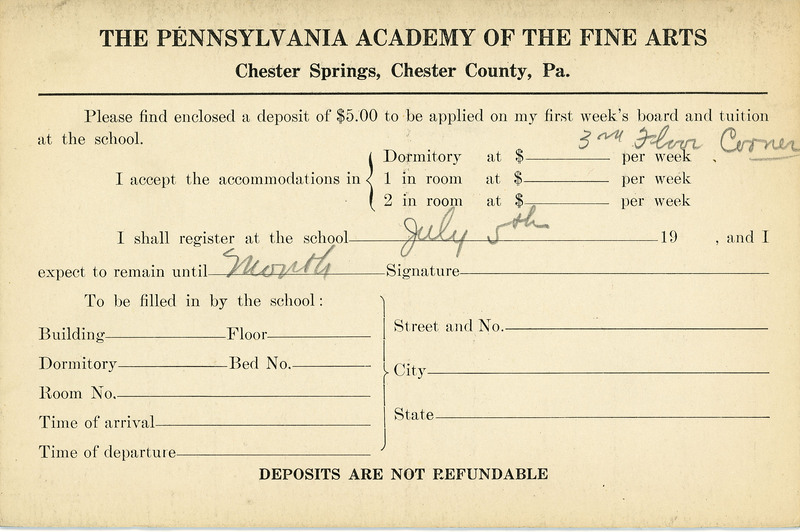 THE PENNSYLVANIA ACADEMY OF THE FINE ARTS
Chester Springs, Chester County, Pa.
Please find enclosed a deposit of $5.00 to be applied on my first week's board and tuition
at the school.
3rd Floor Corner
I accept the accommodations in
Dormitory at $ per week
1 in room at $ per week
2 in room at $ per week
I shall register at the school July 5th 19 , and I
expect to remain until Month Signature
To be filled in by the school:
Building Floor
Dormitory Bed No.
Room No.
Time of arrival
Time of departure
Street and No.
City
State
DEPOSITS ARE NOT REFUNDABLE